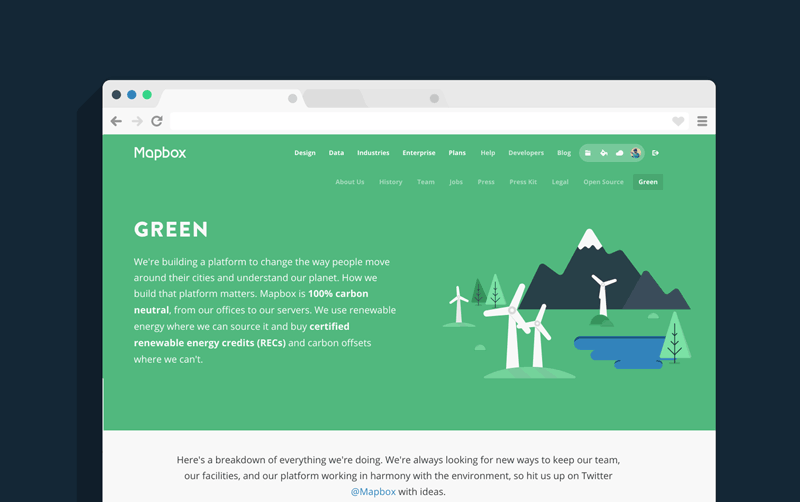 Mapbox
Design Data Industries Enterprise Plans Help Developers Blog
About Us History Team Jobs Press Press Kit Legal Open Source Green
GREEN
We're building a platform to change the way people move
around their cities and understand our planet. How we
build that platform matters. Mapbox is 100% carbon
neutral, from our offices to our servers. We use renewable
energy where we can source it and buy certified
renewable energy credits (RECs) and carbon offsets
where we can't.
Here's a breakdown of everything we're doing. We're always looking for new ways to keep our team,
our facilities, and our platform working in harmony with the environment, so hit us up on Twitter
@Mapbox with ideas.